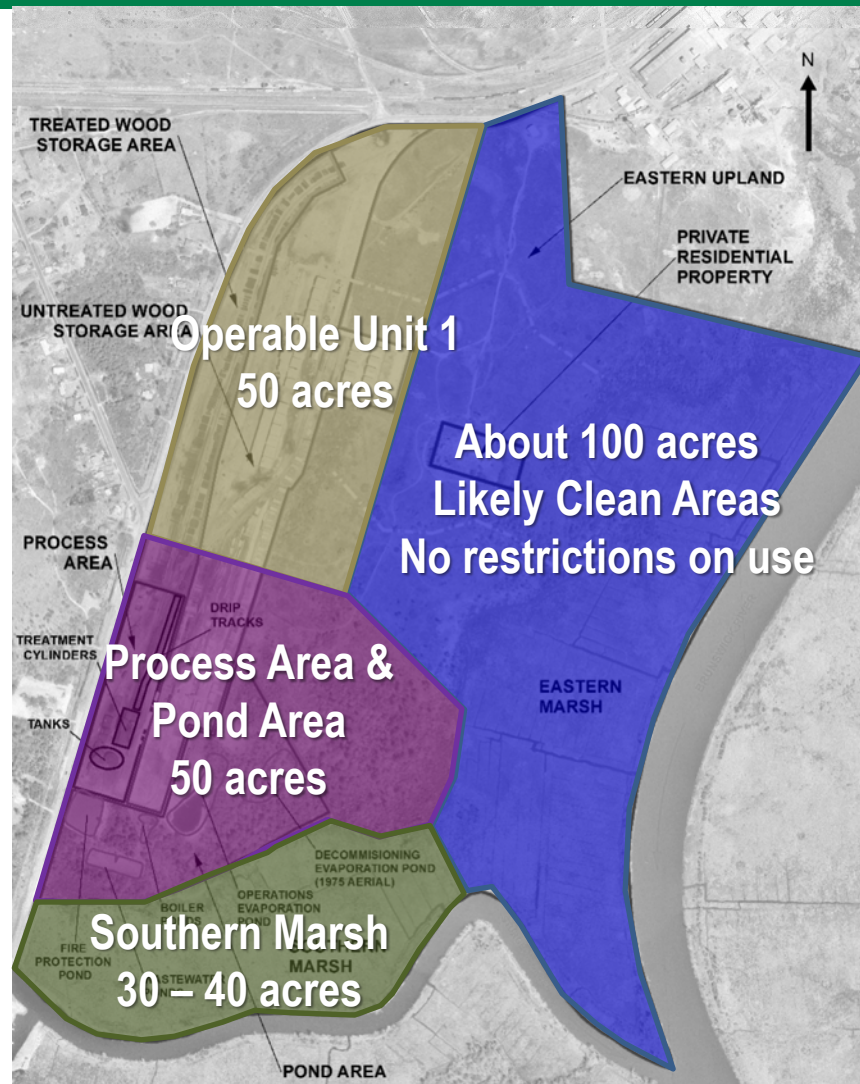 N
TREATED WOOD
STORAGE AREA
EASTERN UPLAND
PRIVATE
RESIDENTIAL
PROPERTY
UNTREATED WOOD
STORAGE AREA
Operable Unit 1
50 acres
About 100 acres
Likely Clean Areas
No restrictions on use
PROCESS
AREA
DRIP
TRACKS
TREATMENT
CYLINDERS
TANKS
Process Area &
Pond Area
50 acres
EASTERN
MARSH
DECOMMISIONING
EVAPORATION POND
(1975 AERIAL)
OPERATIONS
EVAPORATION
POND
BOILER
FIRE
PROTECTION
POND
Southern Marsh
30 – 40 acres
MARSH
POND AREA